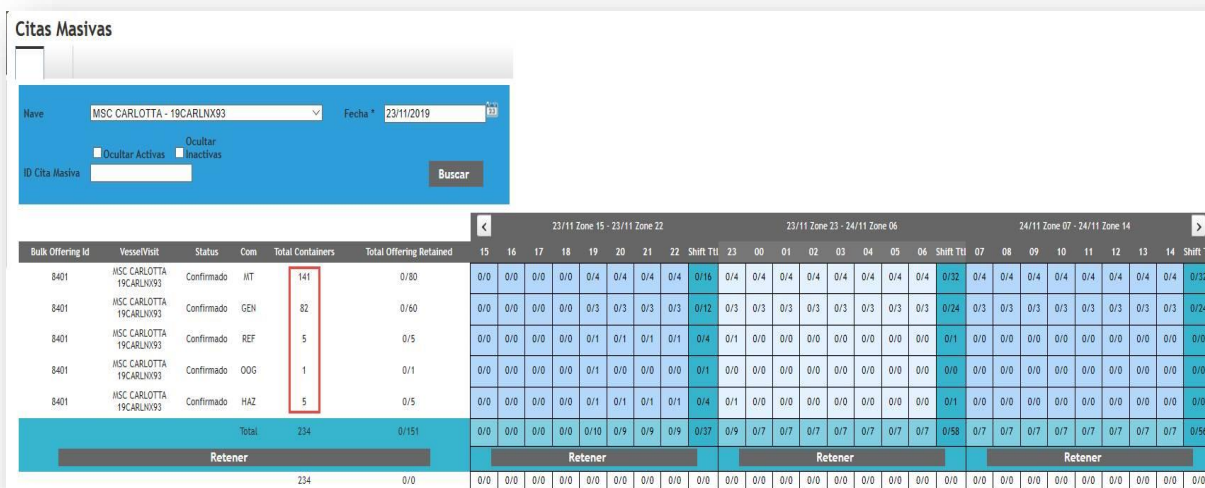 Citas Masivas
Nave MSC CARLOTTA - 19CARLNX93 Fecha * 23/11/2019
Ocultar Activas Ocultar Inactivas
ID Cita Masiva Buscar
< 23/11 Zone 15 - 23/11 Zone 22 23/11 Zone 23 - 24/11 Zone 06 24/11 Zone 07 - 24/11 Zone 14 >
Bulk Offering Id VesselVisit Status Com Total Containers Total Offering Retained 15 16 17 18 19 20 21 22 Shift Ttl 23 00 01 02 03 04 05 06 Shift Ttl 07 08 09 10 11 12 13 14 Shift T
8401 MSC CARLOTTA 19CARLNX93 Confirmado MT 141 0/80 0/0 0/0 0/0 0/0 0/4 0/4 0/4 0/4 0/16 0/4 0/4 0/4 0/4 0/4 0/4 0/4 0/4 0/32 0/4 0/4 0/4 0/4 0/4 0/4 0/4 0/4 0/32
8401 MSC CARLOTTA 19CARLNX93 Confirmado GEN 82 0/60 0/0 0/0 0/0 0/0 0/3 0/3 0/3 0/3 0/12 0/3 0/3 0/3 0/3 0/3 0/3 0/3 0/3 0/24 0/3 0/3 0/3 0/3 0/3 0/3 0/3 0/3 0/24
8401 MSC CARLOTTA 19CARLNX93 Confirmado REF 5 0/5 0/0 0/0 0/0 0/0 0/1 0/1 0/1 0/1 0/4 0/1 0/0 0/0 0/0 0/0 0/0 0/0 0/0 0/1 0/0 0/0 0/0 0/0 0/0 0/0 0/0 0/0 0/0
8401 MSC CARLOTTA 19CARLNX93 Confirmado OOG 1 0/1 0/0 0/0 0/0 0/0 0/1 0/0 0/0 0/0 0/1 0/0 0/0 0/0 0/0 0/0 0/0 0/0 0/0 0/0 0/0 0/0 0/0 0/0 0/0 0/0 0/0 0/0 0/0
8401 MSC CARLOTTA 19CARLNX93 Confirmado HAZ 5 0/5 0/0 0/0 0/0 0/0 0/1 0/1 0/1 0/1 0/4 0/1 0/0 0/0 0/0 0/0 0/0 0/0 0/0 0/1 0/0 0/0 0/0 0/0 0/0 0/0 0/0 0/0 0/0
Total 234 0/151 0/0 0/0 0/0 0/0 0/10 0/9 0/9 0/9 0/37 0/9 0/7 0/7 0/7 0/7 0/7 0/7 0/7 0/58 0/7 0/7 0/7 0/7 0/7 0/7 0/7 0/7 0/56
Retener Retener Retener Retener
234 0/0 0/0 0/0 0/0 0/0 0/0 0/0 0/0 0/0 0/0 0/0 0/0 0/0 0/0 0/0 0/0 0/0 0/0 0/0 0/0 0/0 0/0 0/0 0/0 0/0 0/0 0/0 0/0